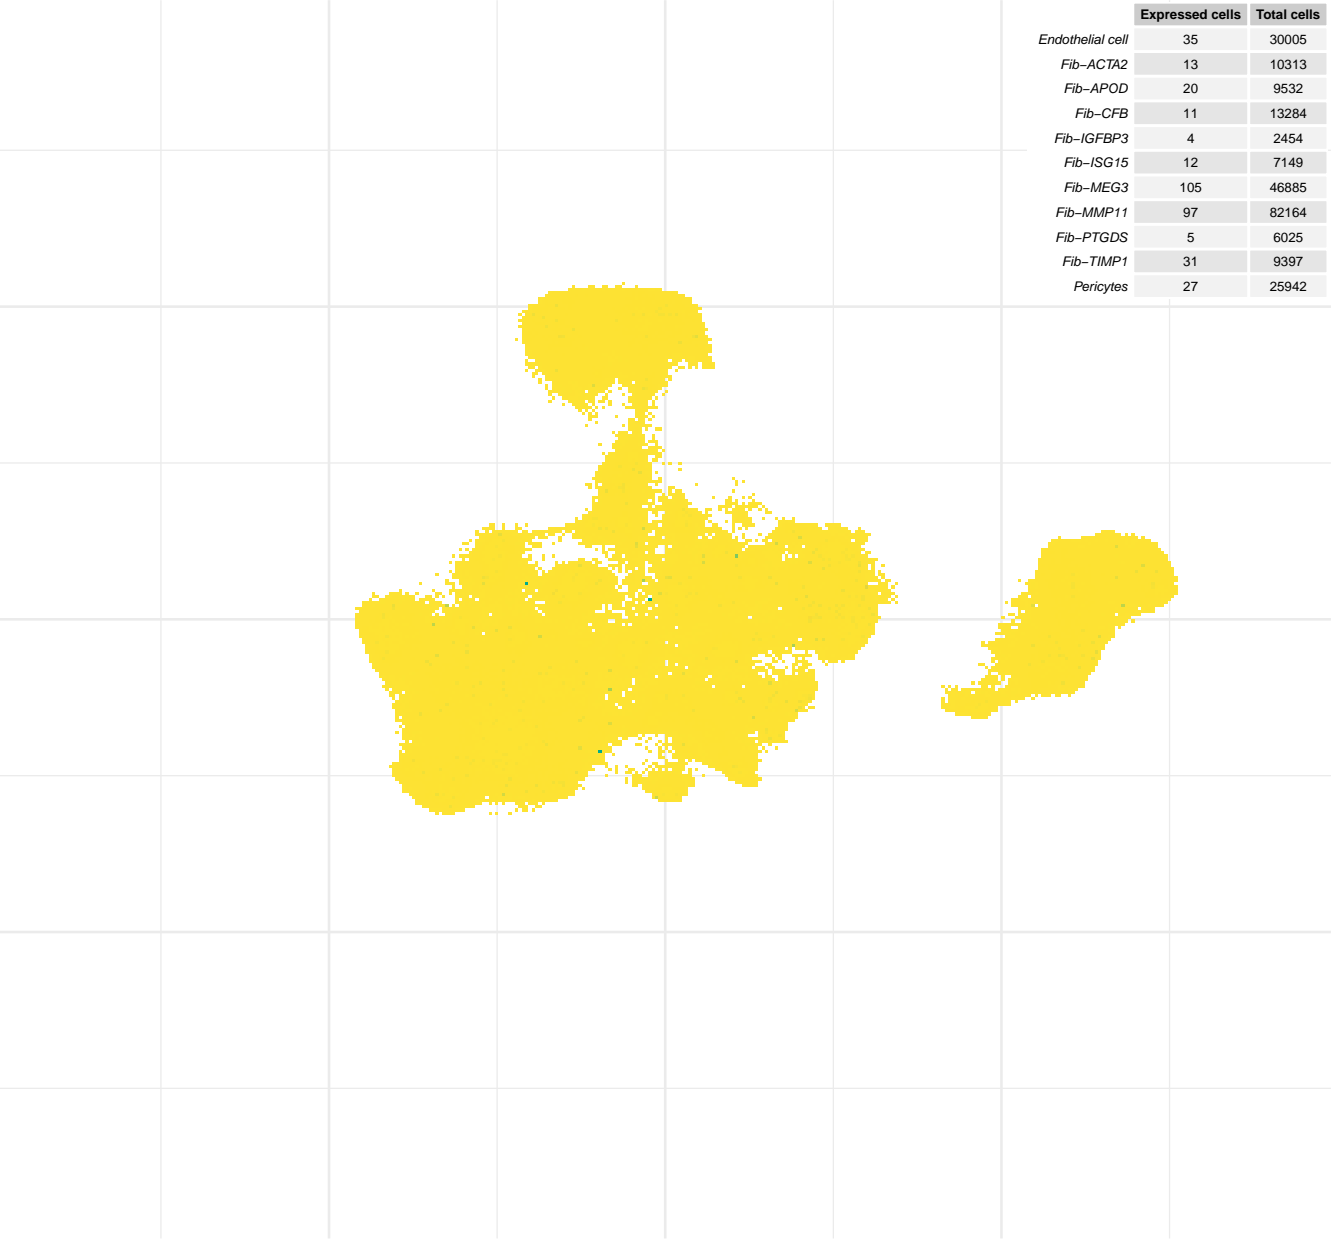 Expressed cells Total cells
Endothelial cell 35 30005
Fib−ACTA2 13 10313
Fib−APOD 20 9532
Fib−CFB 11 13284
Fib−IGFBP3 4 2454
Fib−ISG15 12 7149
Fib−MEG3 105 46885
Fib−MMP11 97 82164
Fib−PTGDS 5 6025
Fib−TIMP1 31 9397
Pericytes 27 25942